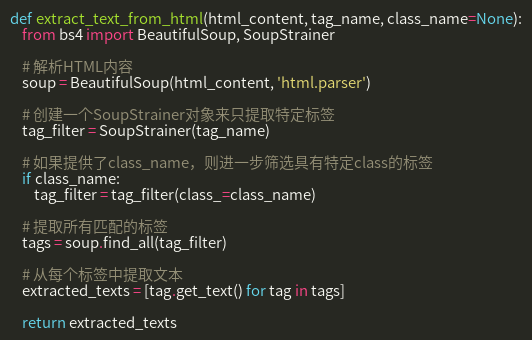 def extract_text_from_html(html_content, tag_name, class_name=None):
from bs4 import BeautifulSoup, SoupStrainer
# 解析HTML内容
soup = BeautifulSoup(html_content, 'html.parser')
# 创建一个SoupStrainer对象来只提取特定标签
tag_filter = SoupStrainer(tag_name)
# 如果提供了class_name，则进一步筛选具有特定class的标签
if class_name:
tag_filter = tag_filter(class_=class_name)
# 提取所有匹配的标签
tags = soup.find_all(tag_filter)
# 从每个标签中提取文本
extracted_texts = [tag.get_text() for tag in tags]
return extracted_texts